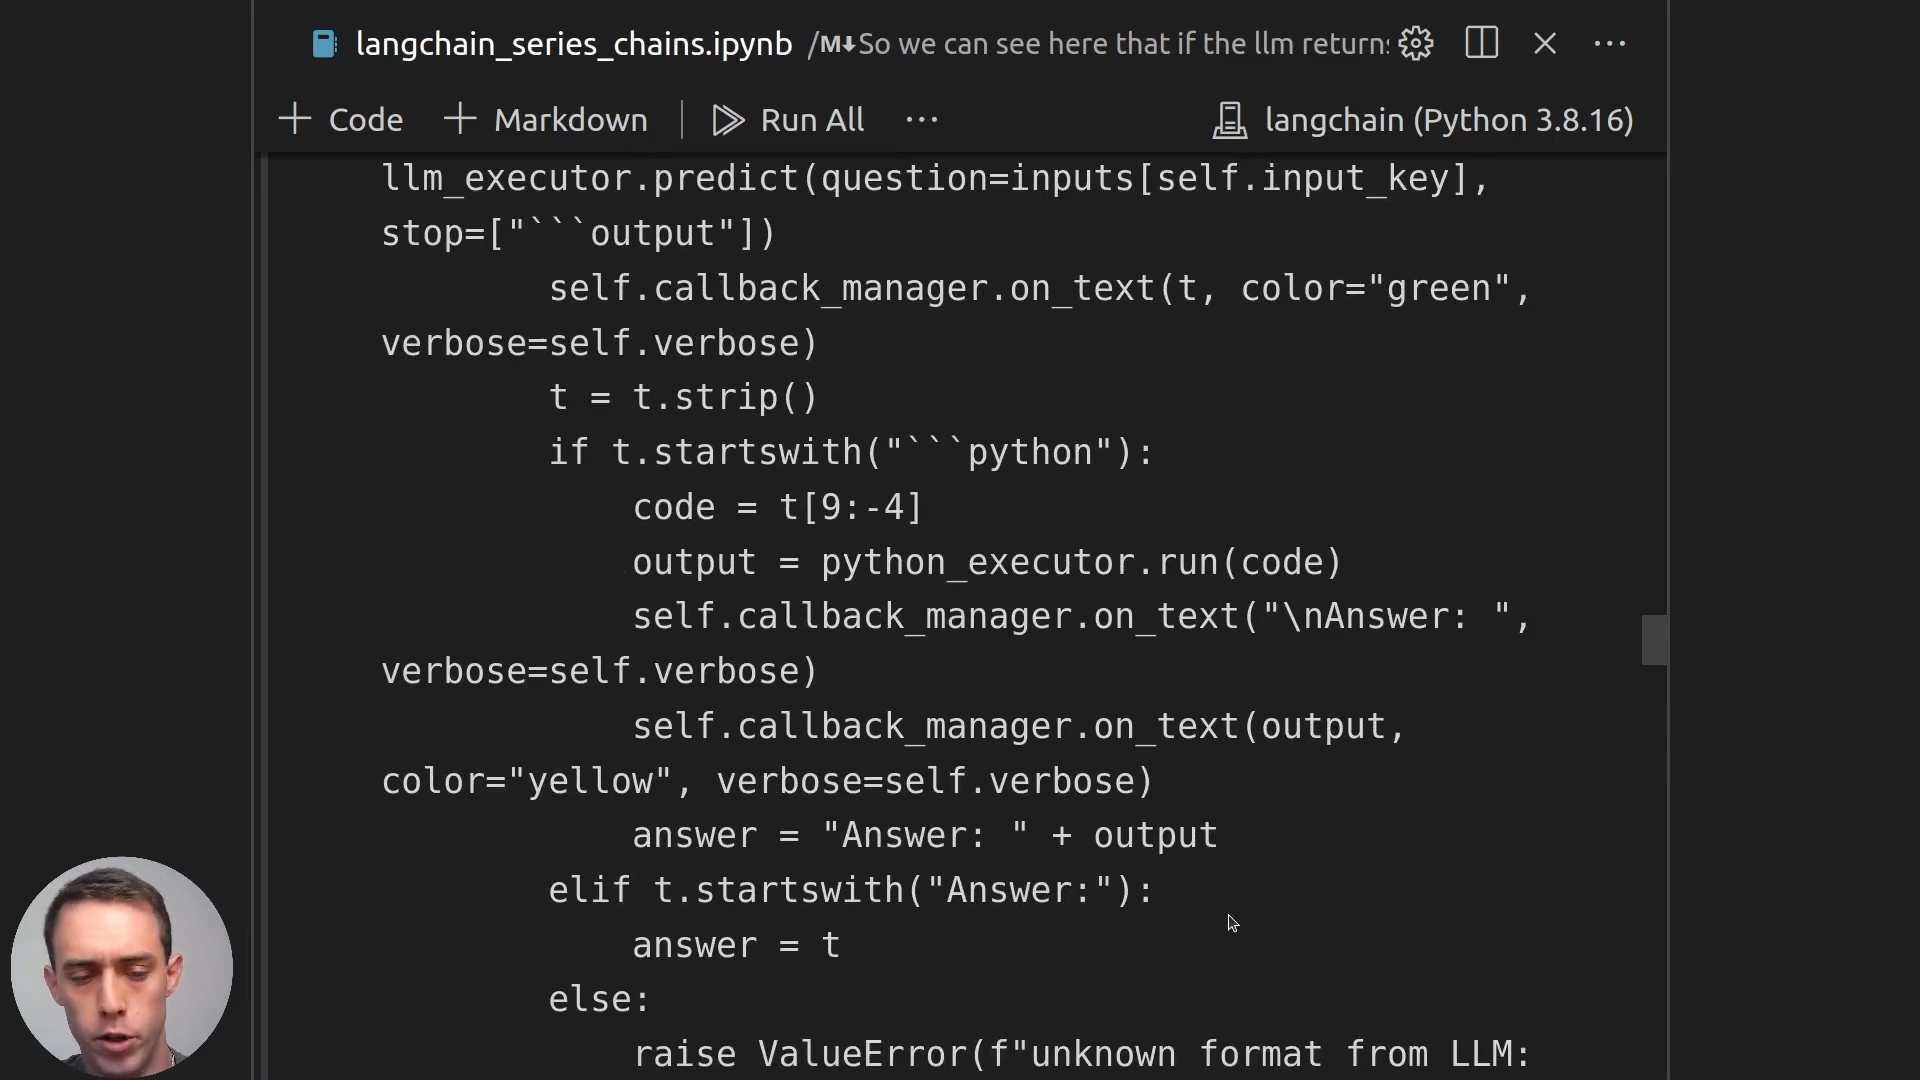 langchain_series_chains.ipynb /M↓So we can see here that if the llm return
+ Code + Markdown | Run All ··· langchain (Python 3.8.16)
llm_executor.predict(question=inputs[self.input_key],
stop=["```output"])
        self.callback_manager.on_text(t, color="green",
verbose=self.verbose)
        t = t.strip()
        if t.startswith("```python"):
            code = t[9:-4]
            output = python_executor.run(code)
            self.callback_manager.on_text("\nAnswer: ",
verbose=self.verbose)
            self.callback_manager.on_text(output,
color="yellow", verbose=self.verbose)
            answer = "Answer: " + output
        elif t.startswith("Answer:"):
            answer = t
        else:
            raise ValueError(f"unknown format from LLM: